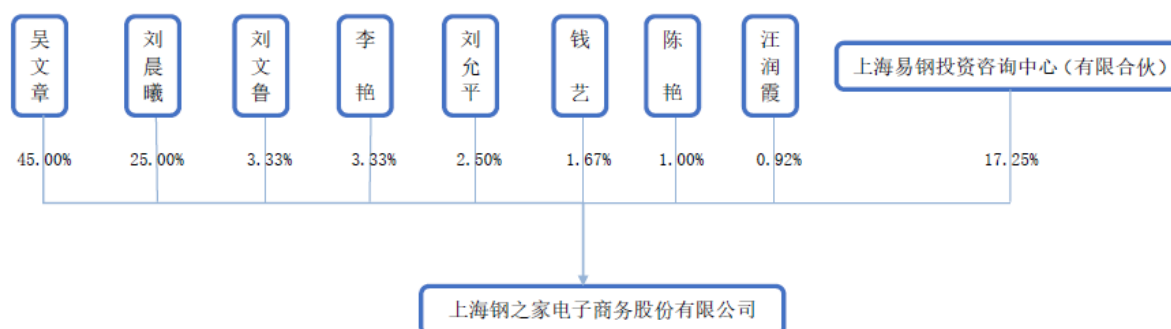 吴文章
刘晨曦
刘文鲁
李艳
刘允平
钱艺
陈艳
汪润霞
上海易钢投资咨询中心（有限合伙）
45.00%
25.00%
3.33%
3.33%
2.50%
1.67%
1.00%
0.92%
17.25%
上海钢之家电子商务股份有限公司